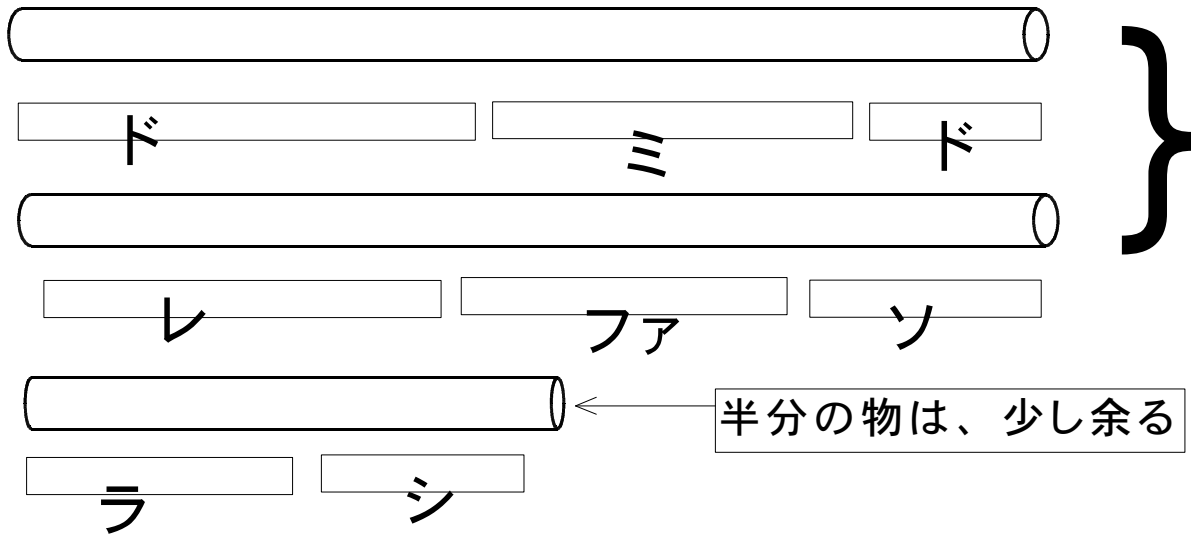 ド ミ ド
レ ファ ソ
半分の物は、少し余る
ラ シ